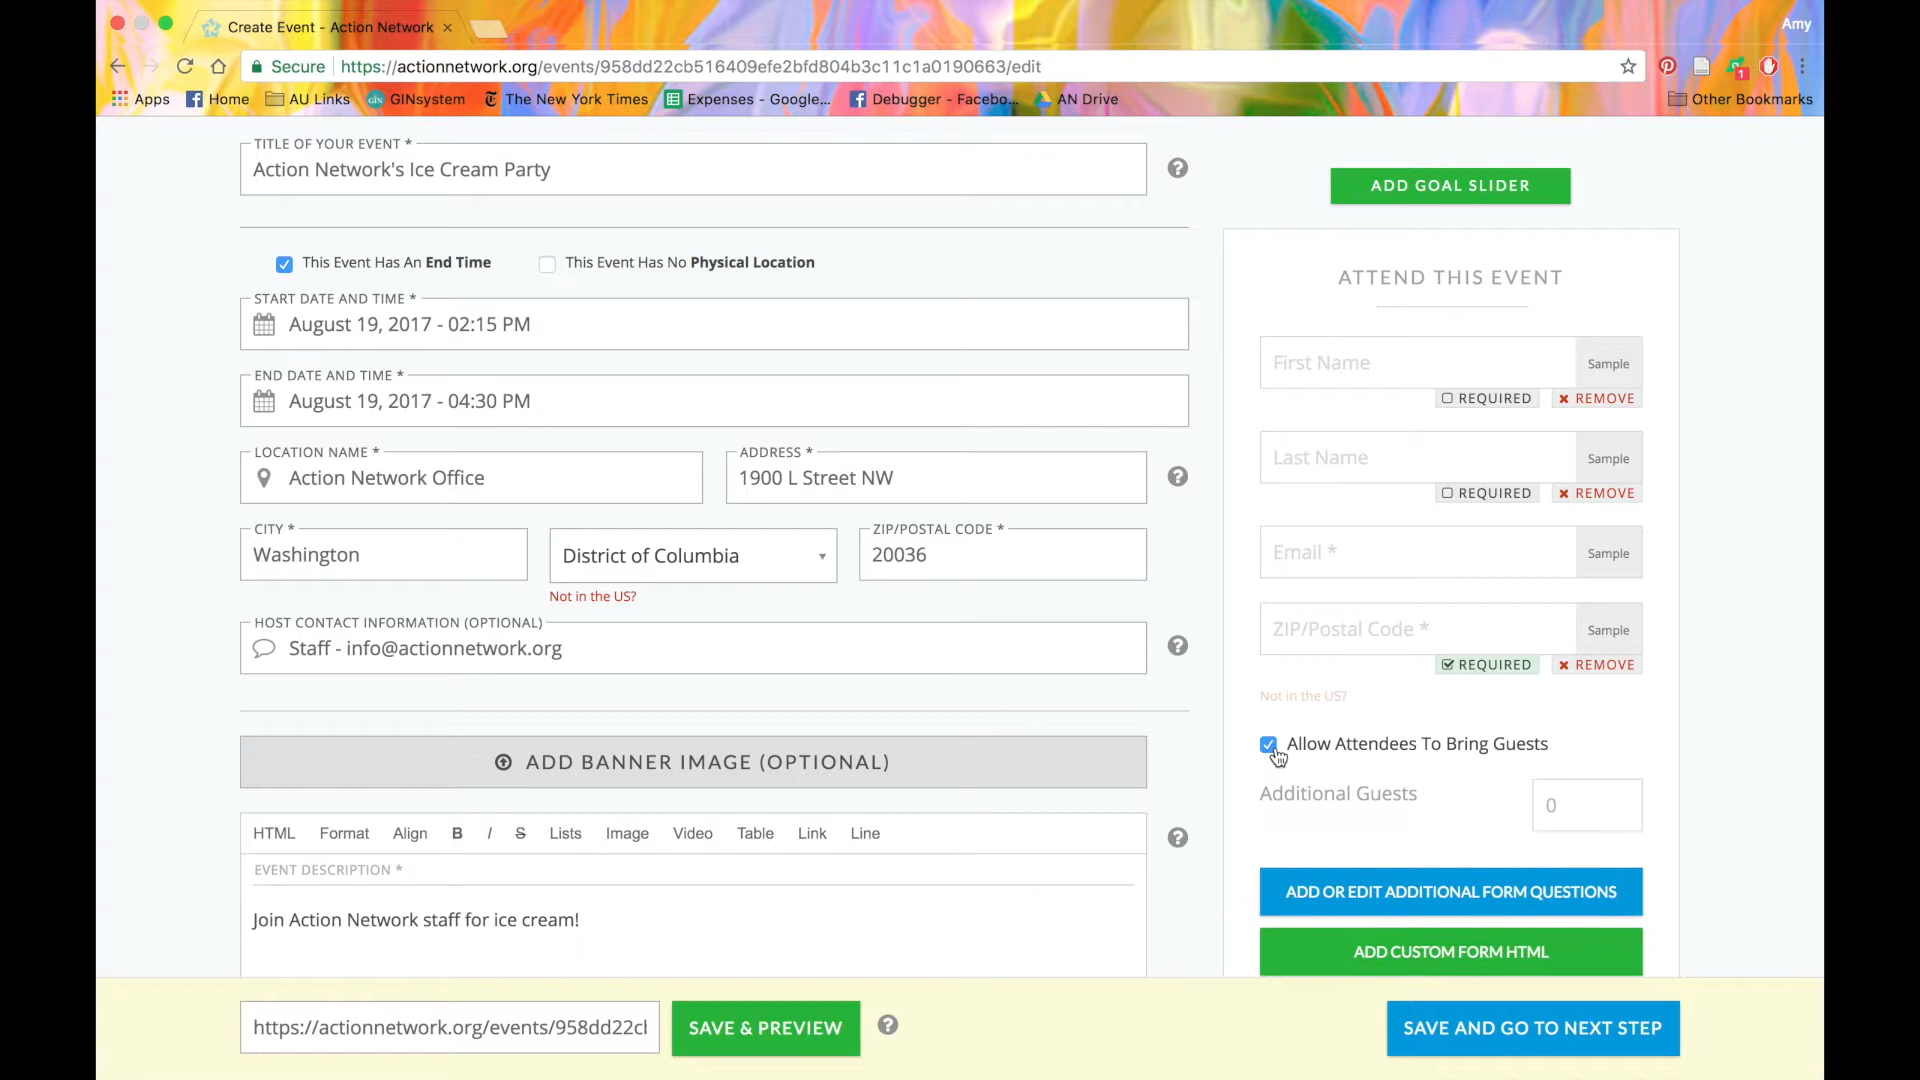 Create Event - Action Network
Amy
Secure https://actionnetwork.org/events/958dd22cb516409efe2bfd804b3c11c1a0190663/edit
1
Apps Home AU Links GINsystem The New York Times Expenses - Google... Debugger - Facebo... AN Drive Other Bookmarks
TITLE OF YOUR EVENT *
Action Network's Ice Cream Party
ADD GOAL SLIDER
This Event Has An End Time This Event Has No Physical Location
START DATE AND TIME *
August 19, 2017 - 02:15 PM
END DATE AND TIME *
August 19, 2017 - 04:30 PM
LOCATION NAME * ADDRESS *
Action Network Office 1900 L Street NW
CITY * ZIP/POSTAL CODE *
Washington District of Columbia 20036
Not in the US?
HOST CONTACT INFORMATION (OPTIONAL)
Staff - info@actionnetwork.org
ADD BANNER IMAGE (OPTIONAL)
HTML Format Align B I S Lists Image Video Table Link Line
EVENT DESCRIPTION *
Join Action Network staff for ice cream!
ATTEND THIS EVENT
First Name Sample
REQUIRED REMOVE
Last Name Sample
REQUIRED REMOVE
Email * Sample
ZIP/Postal Code * Sample
REQUIRED REMOVE
Not in the US?
Allow Attendees To Bring Guests
Additional Guests 0
ADD OR EDIT ADDITIONAL FORM QUESTIONS
ADD CUSTOM FORM HTML
https://actionnetwork.org/events/958dd22cl SAVE & PREVIEW SAVE AND GO TO NEXT STEP